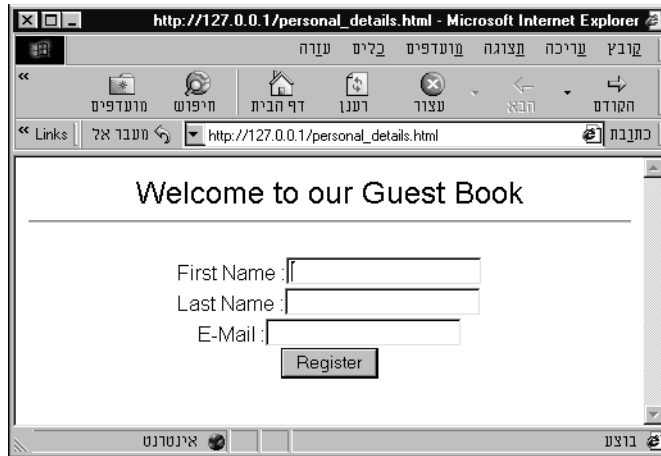 http://127.0.0.1/personal_details.html - Microsoft Internet Explorer
קובץ עריכה תצוגה מועדפים כלים עזרה
הקודם הבא עצור רענן דף הבית חיפוש מועדפים «
כתובת http://127.0.0.1/personal_details.html מעבר אל Links «
Welcome to our Guest Book
First Name :
Last Name :
E-Mail :
Register
בוצע אינטרנט